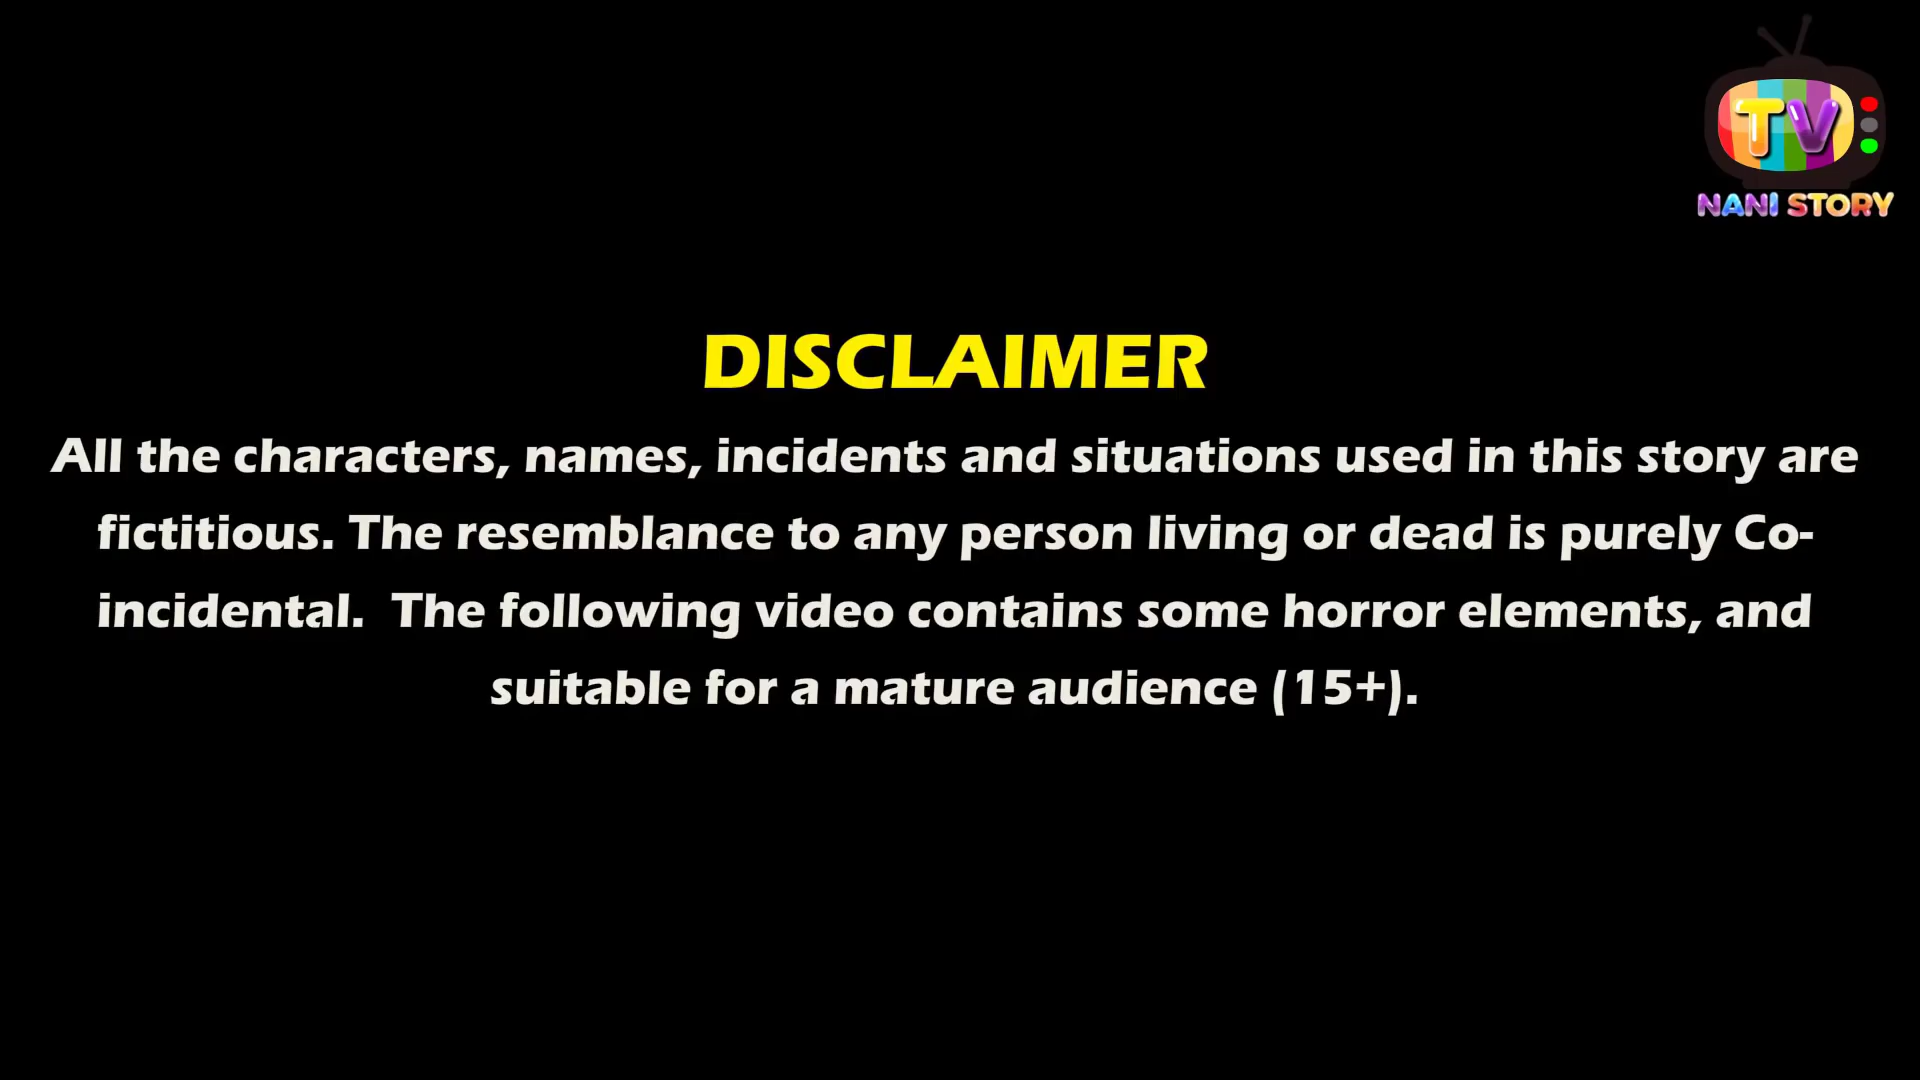 TV
NANI STORY
DISCLAIMER
All the characters, names, incidents and situations used in this story are
fictitious. The resemblance to any person living or dead is purely Co-
incidental.  The following video contains some horror elements, and
suitable for a mature audience (15+).